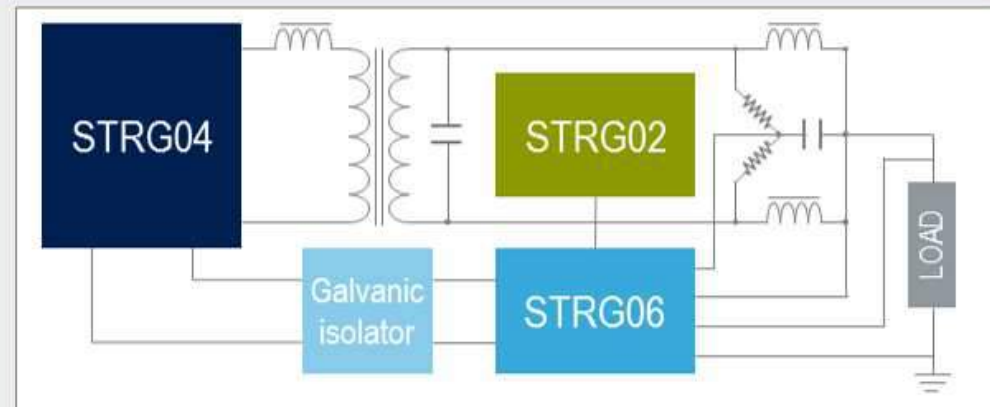 STRG04
STRG02
Galvanic
isolator
STRG06
LOAD